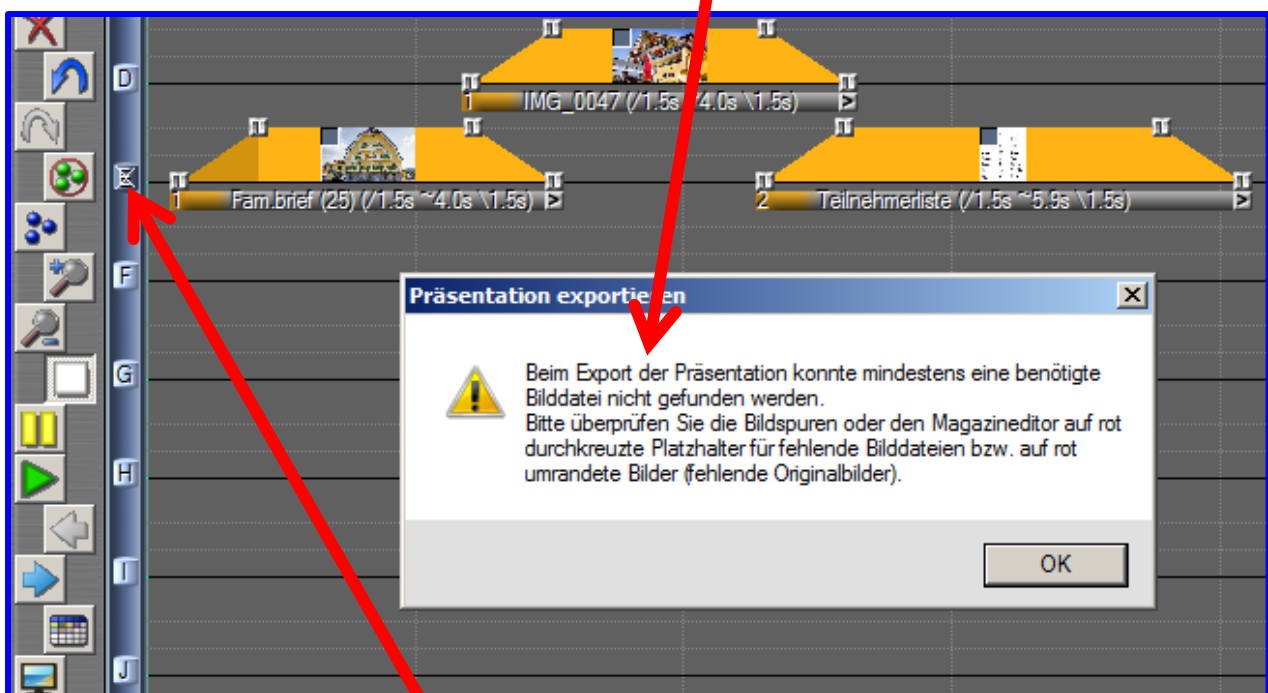 D
1 IMG_0047 (/1.5s ~4.0s \1.5s) >
E
1 Fam.brief (25) (/1.5s ~4.0s \1.5s) >
2 Teilnehmerliste (/1.5s ~5.9s \1.5s) >
F
Präsentation exportieren
G
Beim Export der Präsentation konnte mindestens eine benötigte
Bilddatei nicht gefunden werden.
Bitte überprüfen Sie die Bildspuren oder den Magazineditor auf rot
durchkreuzte Platzhalter für fehlende Bilddateien bzw. auf rot
umrandete Bilder (fehlende Originalbilder).
H
I
OK
J